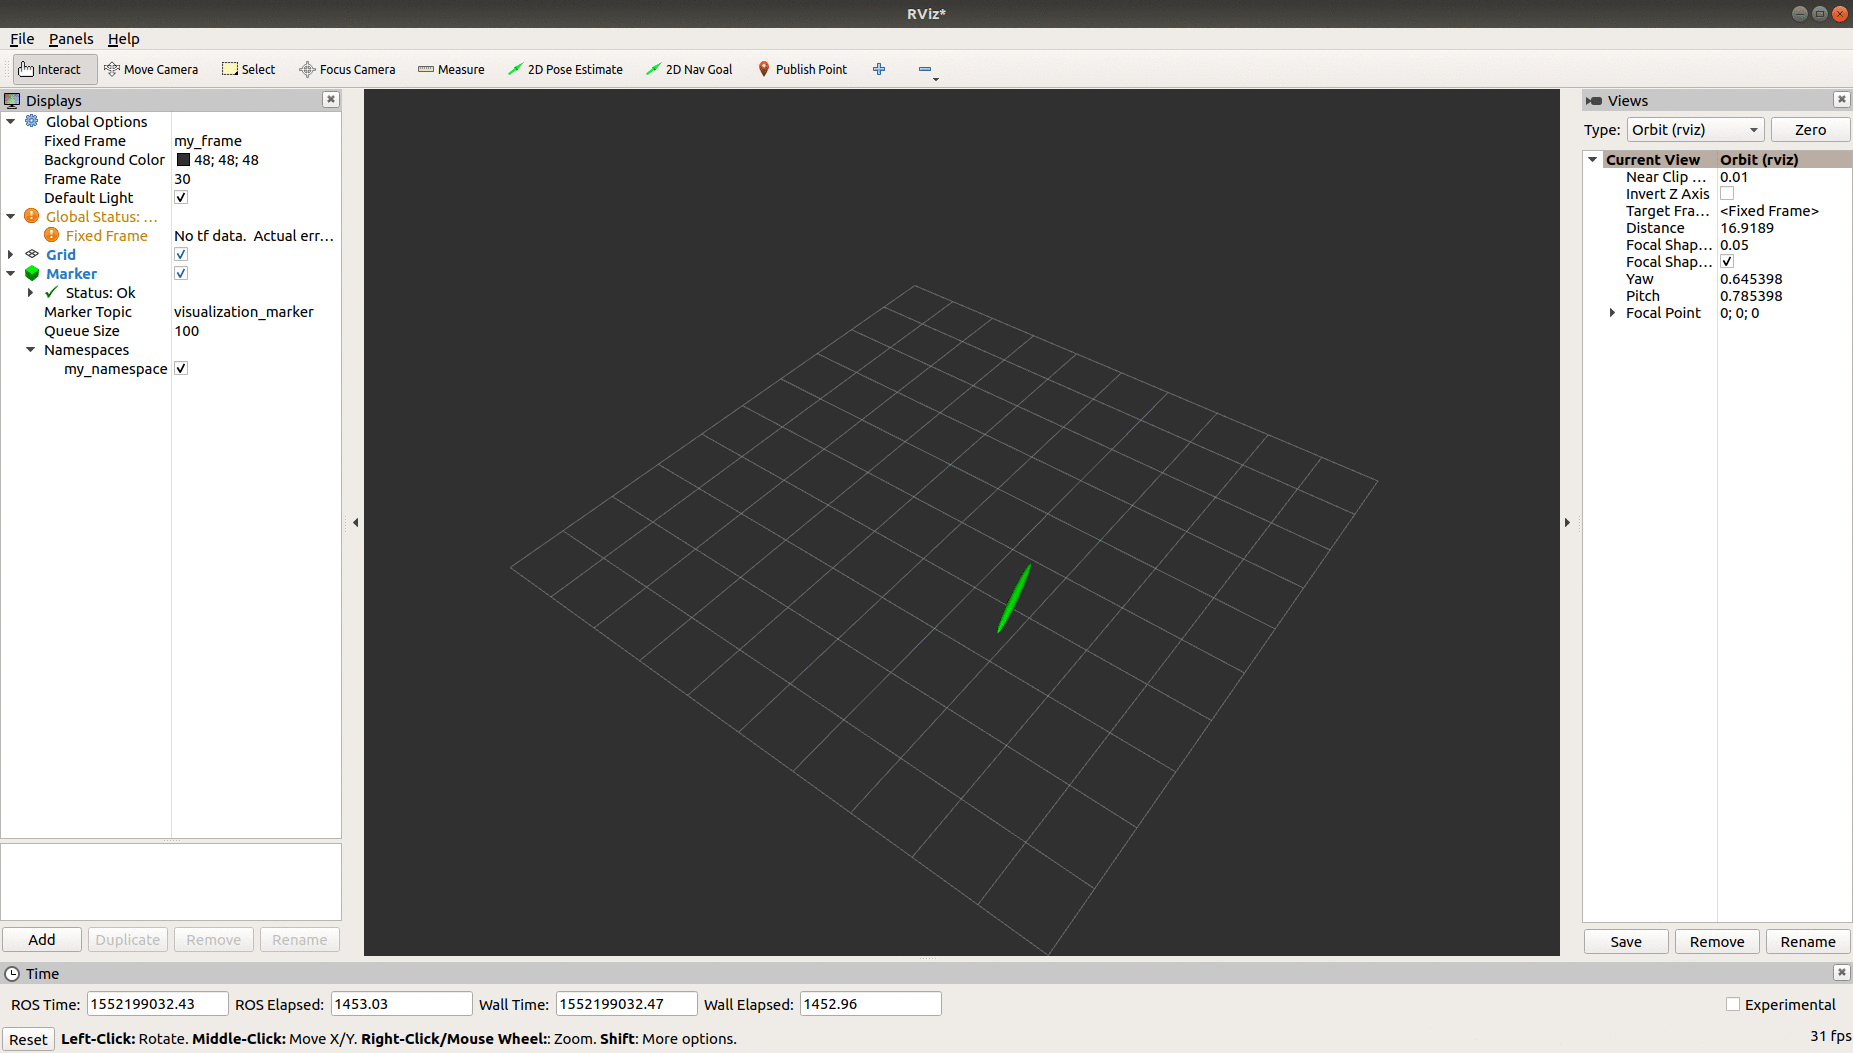 RViz*
File Panels Help
Interact Move Camera Select Focus Camera Measure 2D Pose Estimate 2D Nav Goal Publish Point
Displays
Global Options
Fixed Frame my_frame
Background Color 48; 48; 48
Frame Rate 30
Default Light
Global Status: ...
Fixed Frame No tf data. Actual err...
Grid
Marker
Status: Ok
Marker Topic visualization_marker
Queue Size 100
Namespaces
my_namespace
Add Duplicate Remove Rename
Views
Type: Orbit (rviz) Zero
Current View Orbit (rviz)
Near Clip ... 0.01
Invert Z Axis
Target Fra... <Fixed Frame>
Distance 16.9189
Focal Shap... 0.05
Focal Shap...
Yaw 0.645398
Pitch 0.785398
Focal Point 0; 0; 0
Save Remove Rename
Time
ROS Time: 1552199032.43 ROS Elapsed: 1453.03 Wall Time: 1552199032.47 Wall Elapsed: 1452.96 Experimental
Reset Left-Click: Rotate. Middle-Click: Move X/Y. Right-Click/Mouse Wheel:: Zoom. Shift: More options. 31 fps